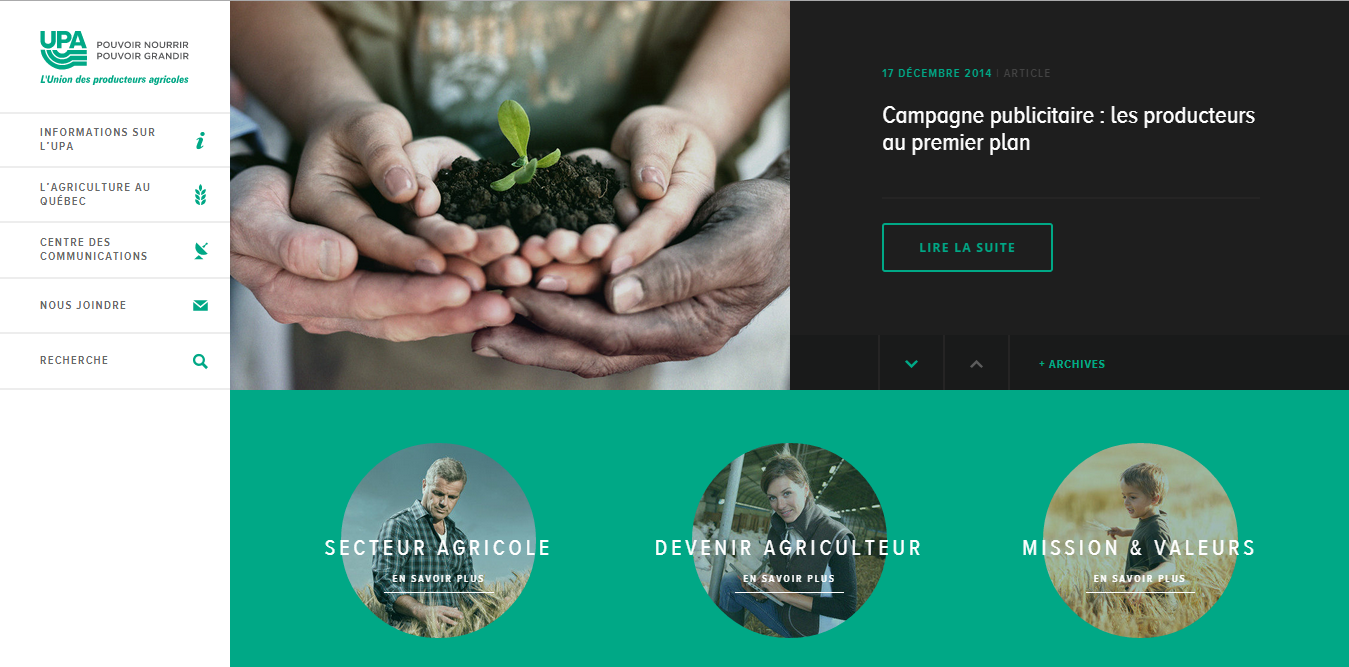 UPA
POUVOIR NOURRIR
POUVOIR GRANDIR
L'Union des producteurs agricoles
INFORMATIONS SUR
L'UPA
L'AGRICULTURE AU
QUÉBEC
CENTRE DES
COMMUNICATIONS
NOUS JOINDRE
RECHERCHE
17 DÉCEMBRE 2014 | ARTICLE
Campagne publicitaire : les producteurs
au premier plan
LIRE LA SUITE
+ ARCHIVES
SECTEUR AGRICOLE
EN SAVOIR PLUS
DEVENIR AGRICULTEUR
EN SAVOIR PLUS
MISSION & VALEURS
EN SAVOIR PLUS